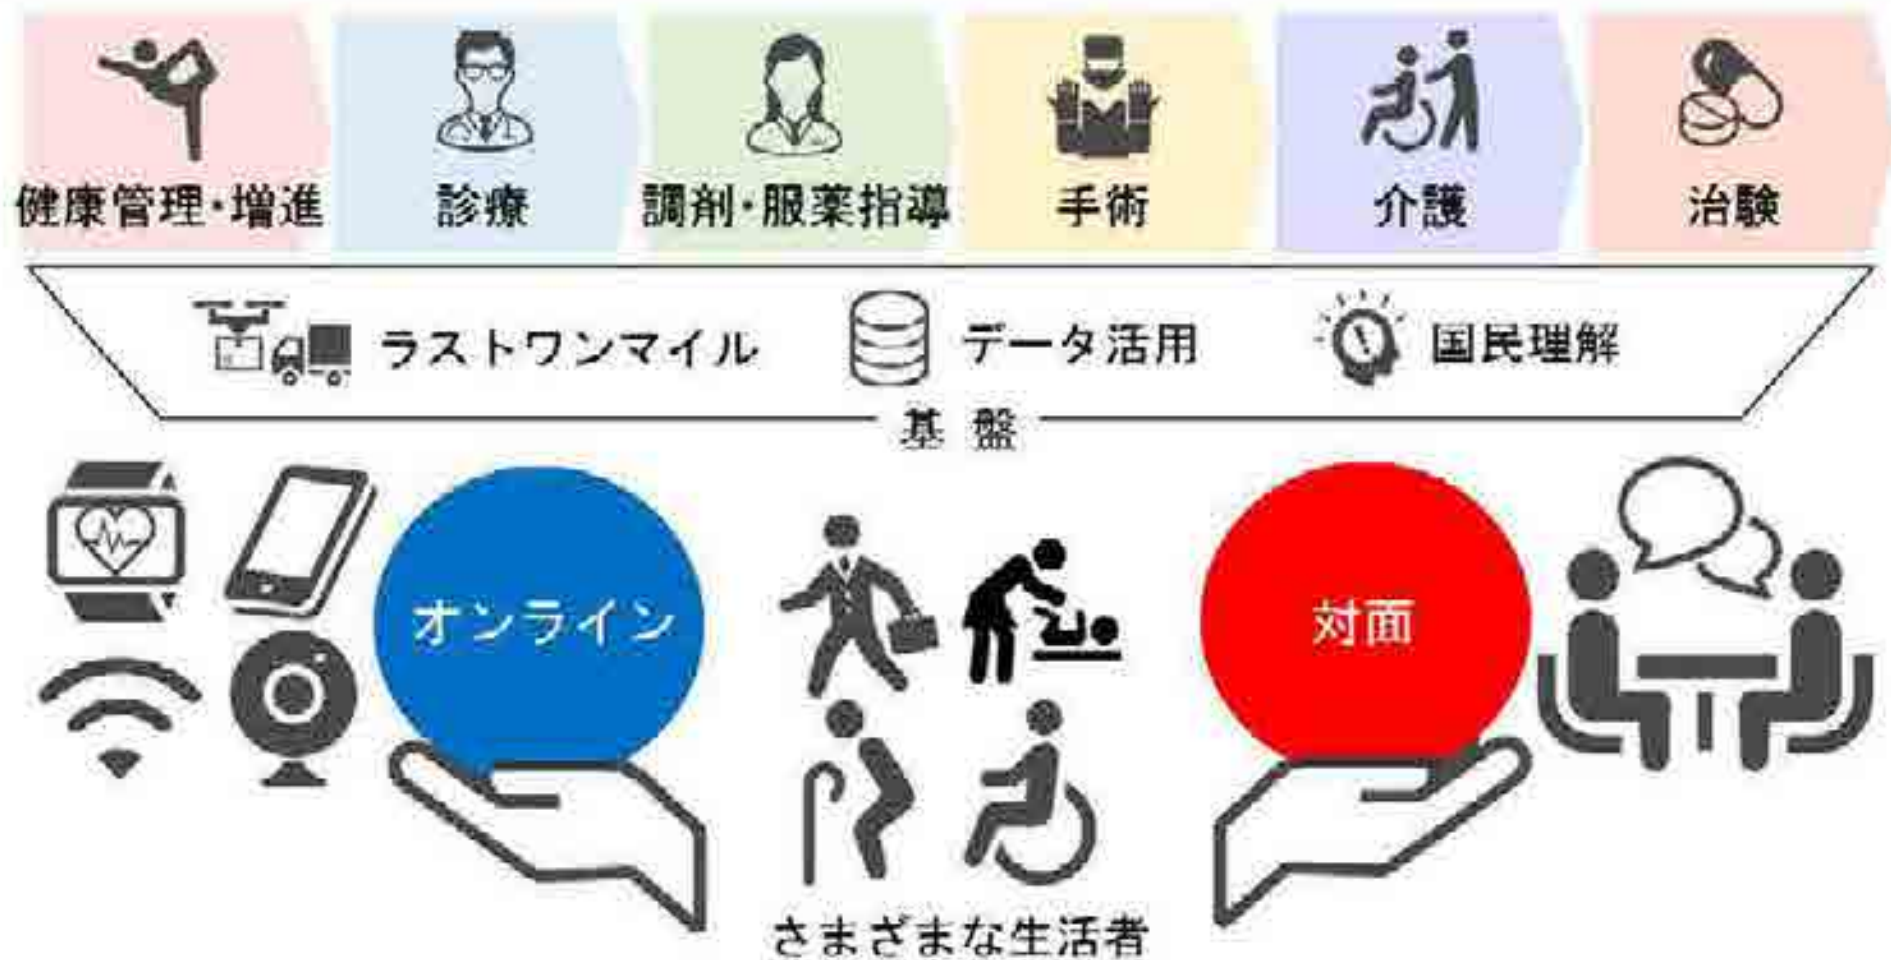 健康管理・増進
診療
調剤・服薬指導
手術
介護
治験
ラストワンマイル
データ活用
国民理解
基盤
オンライン
対面
さまざまな生活者